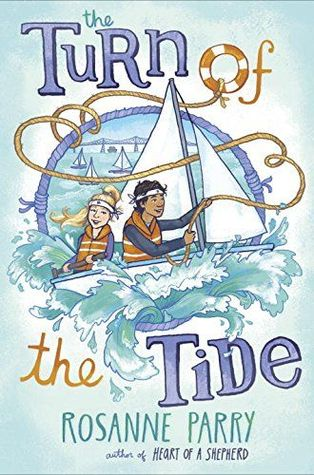 the
TURN OF
the TIDE
ROSANNE PARRY
author of HEART OF A SHEPHERD